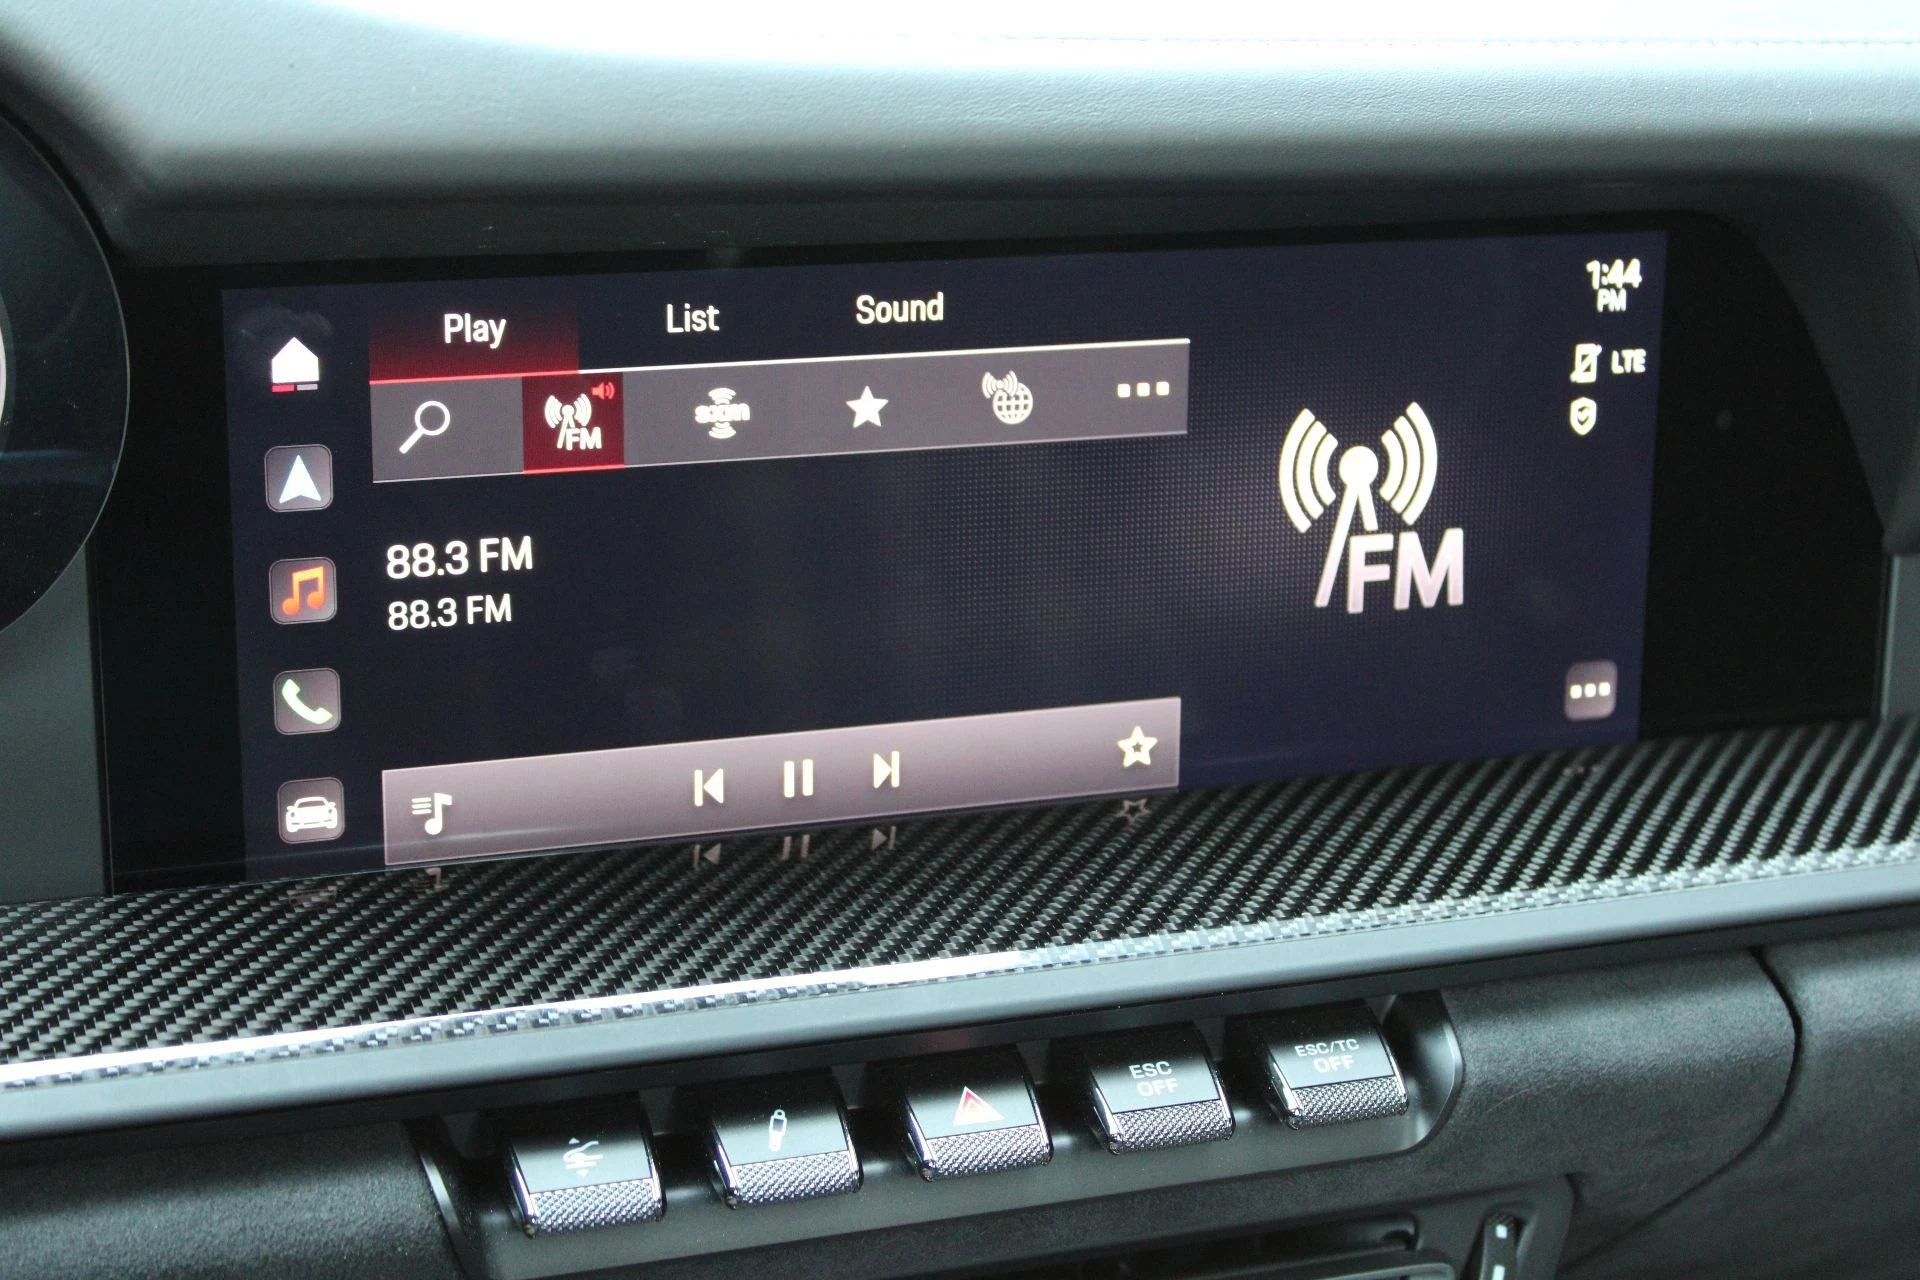 Play
List
Sound
1:44
PM
LTE
FM
sxm
88.3 FM
88.3 FM
FM
ESC
OFF
ESC/TC
OFF